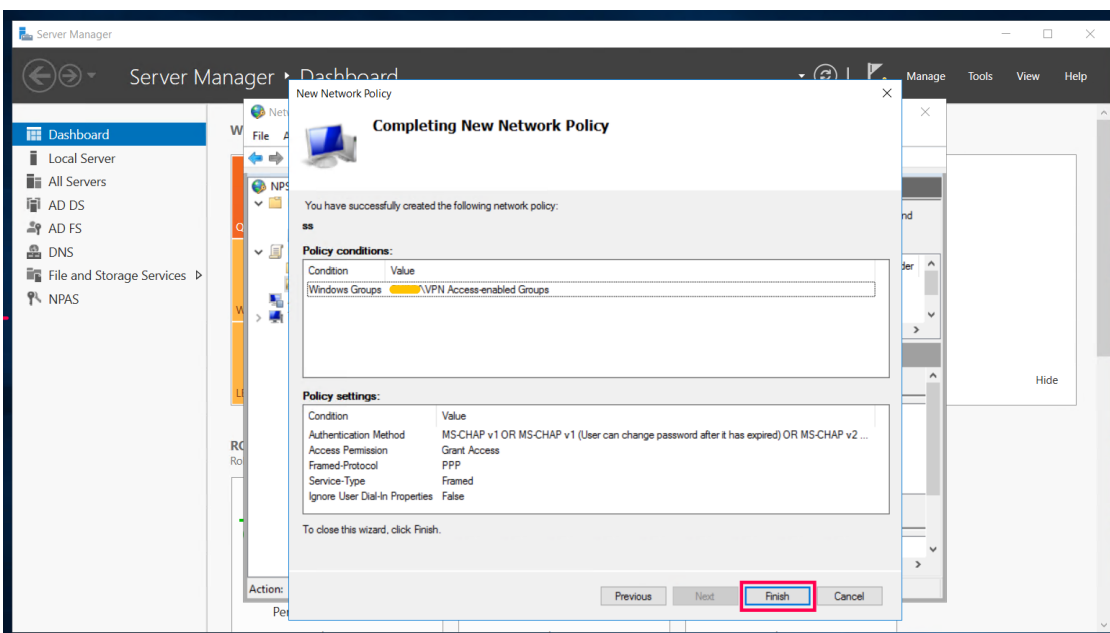 Server Manager
Server Manager • Dashboard
Manage Tools View Help
New Network Policy
Dashboard
Local Server
All Servers
AD DS
AD FS
DNS
File and Storage Services
NPAS
File
NPS
Completing New Network Policy
You have successfully created the following network policy:
ss
Policy conditions:
Condition Value
Windows Groups \VPN Access-enabled Groups
Policy settings:
Condition Value
Authentication Method MS-CHAP v1 OR MS-CHAP v1 (User can change password after it has expired) OR MS-CHAP v2 ...
Access Permission Grant Access
Framed-Protocol PPP
Service-Type Framed
Ignore User Dial-In Properties False
To close this wizard, click Finish.
Previous Next Finish Cancel
Hide
Action: